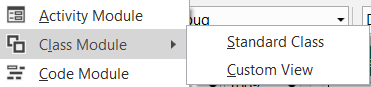 Activity Module
Class Module
Code Module
Standard Class
Custom View